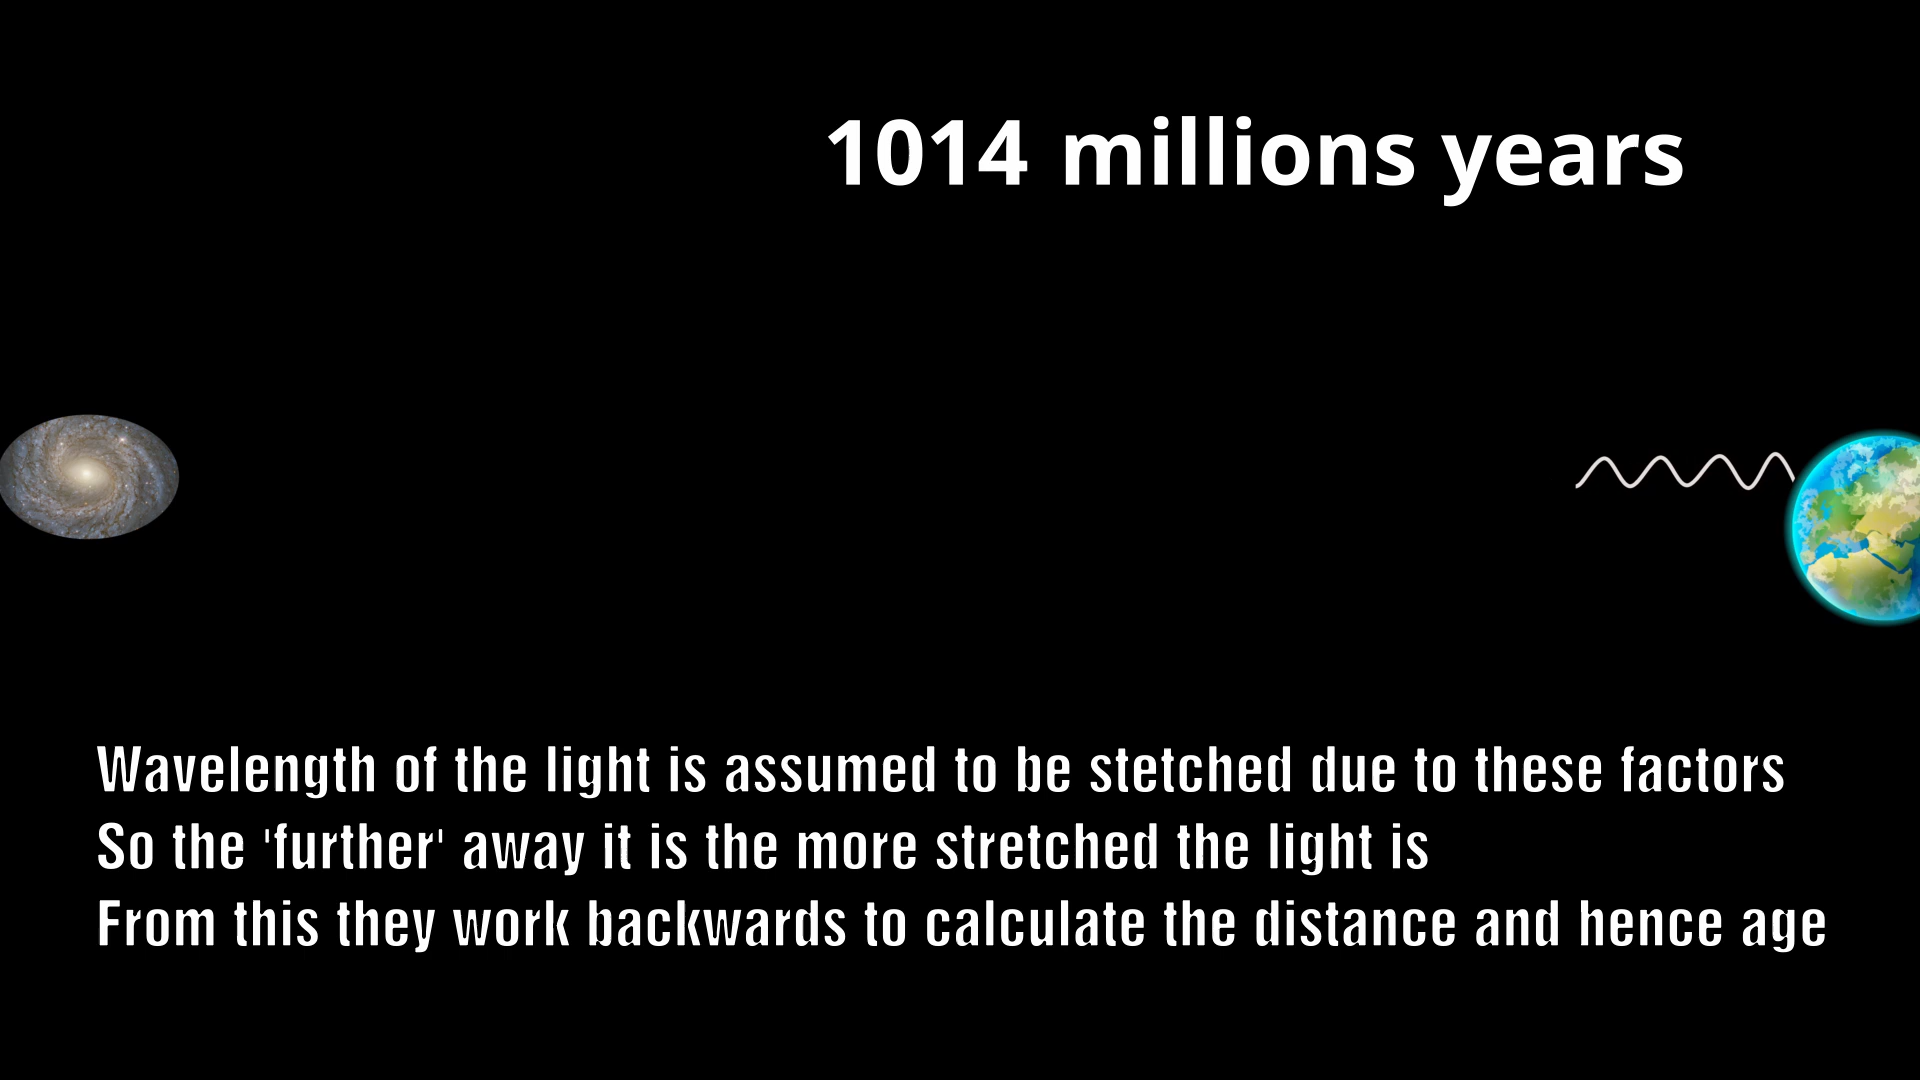 1014 millions years
Wavelength of the light is assumed to be stetched due to these factors
So the 'further' away it is the more stretched the light is
From this they work backwards to calculate the distance and hence age